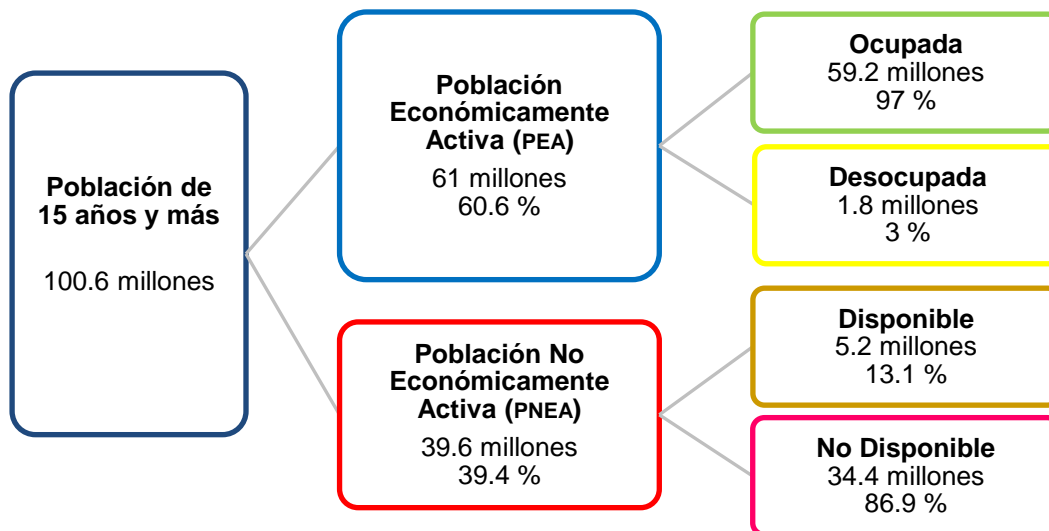 Población de
15 años y más
100.6 millones
Población
Económicamente
Activa (PEA)
61 millones
60.6 %
Población No
Económicamente
Activa (PNEA)
39.6 millones
39.4 %
Ocupada
59.2 millones
97 %
Desocupada
1.8 millones
3 %
Disponible
5.2 millones
13.1 %
No Disponible
34.4 millones
86.9 %